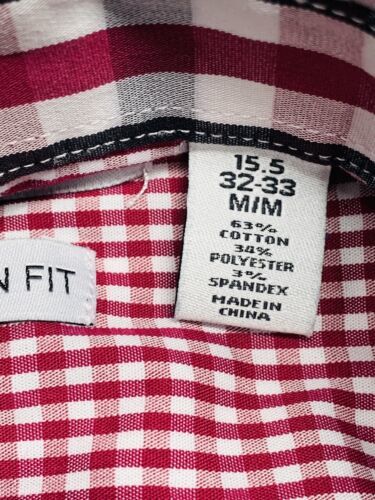 15.5
32-33
M/M
63%
COTTON
34%
POLYESTER
3%
SPANDEX
MADE IN
CHINA
N FIT